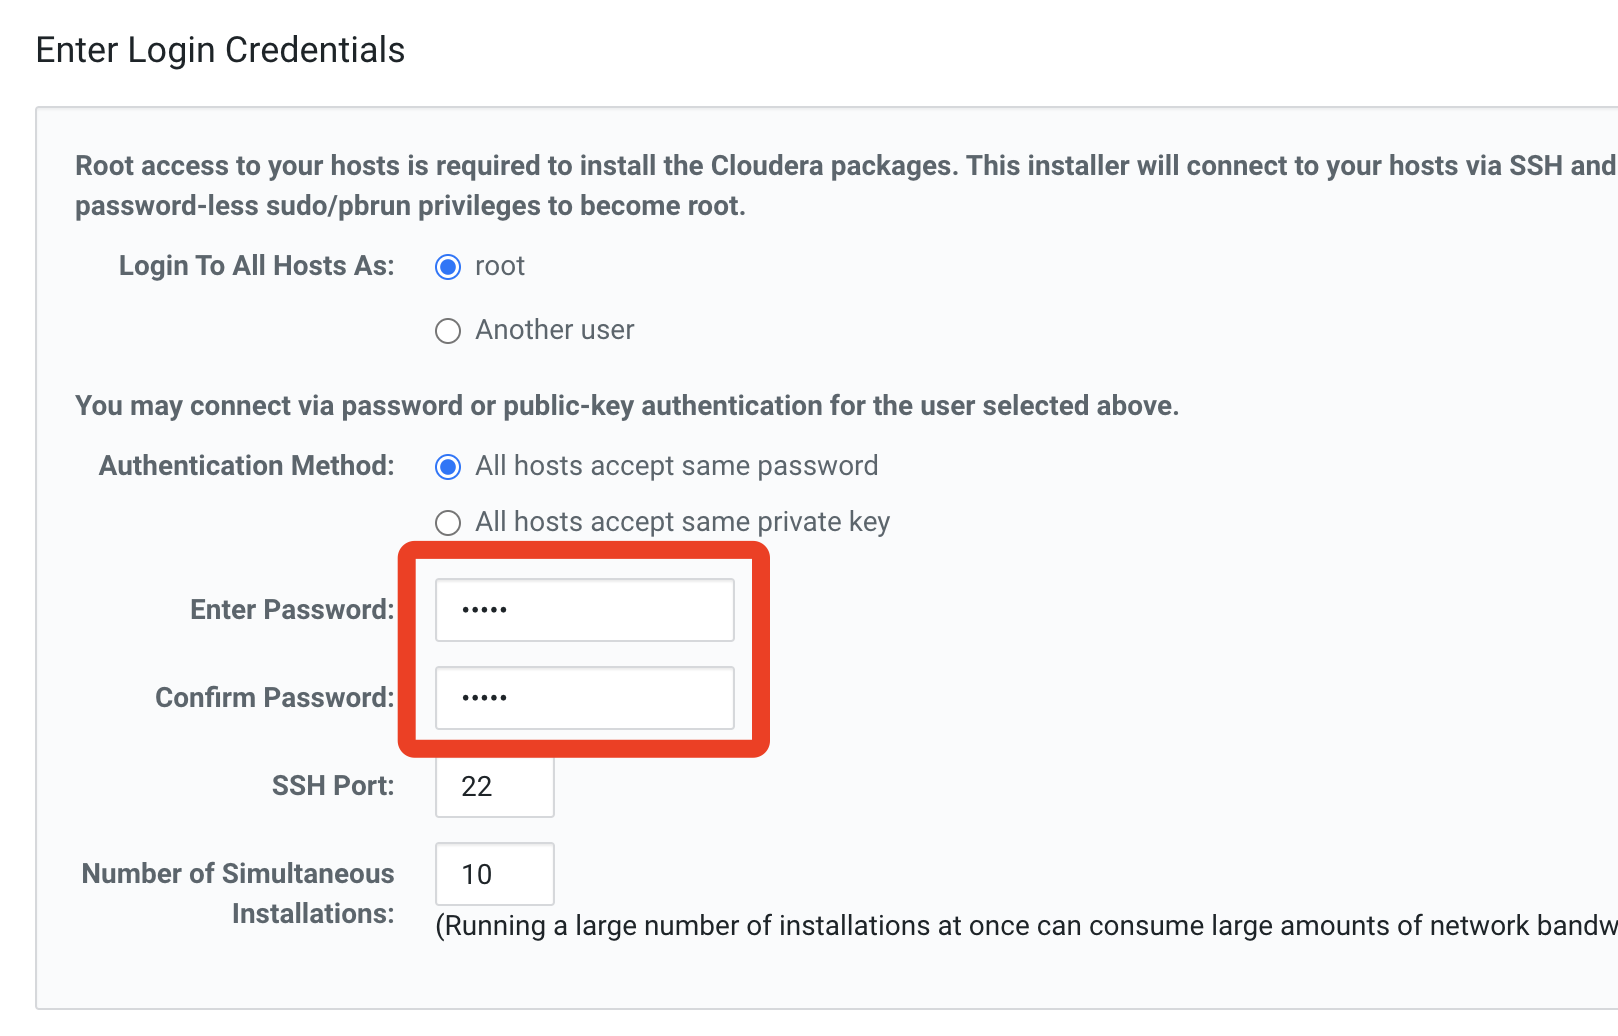 Enter Login Credentials
Root access to your hosts is required to install the Cloudera packages. This installer will connect to your hosts via SSH and
password-less sudo/pbrun privileges to become root.
Login To All Hosts As: root
Another user
You may connect via password or public-key authentication for the user selected above.
Authentication Method: All hosts accept same password
All hosts accept same private key
Enter Password: •••••
Confirm Password: •••••
SSH Port: 22
Number of Simultaneous 10
Installations:
(Running a large number of installations at once can consume large amounts of network bandw